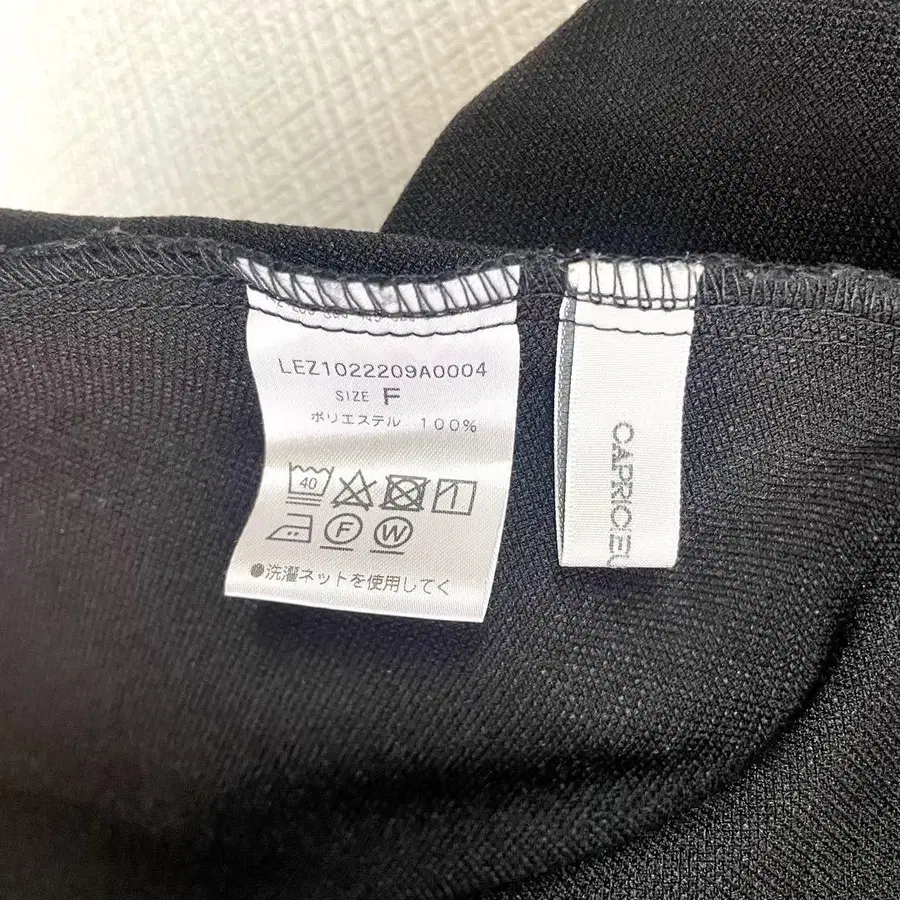 LEZ1022209A0004
SIZE F
ポリエステル 100%
40
F W
●洗濯ネットを使用してく
CAPRICIEU